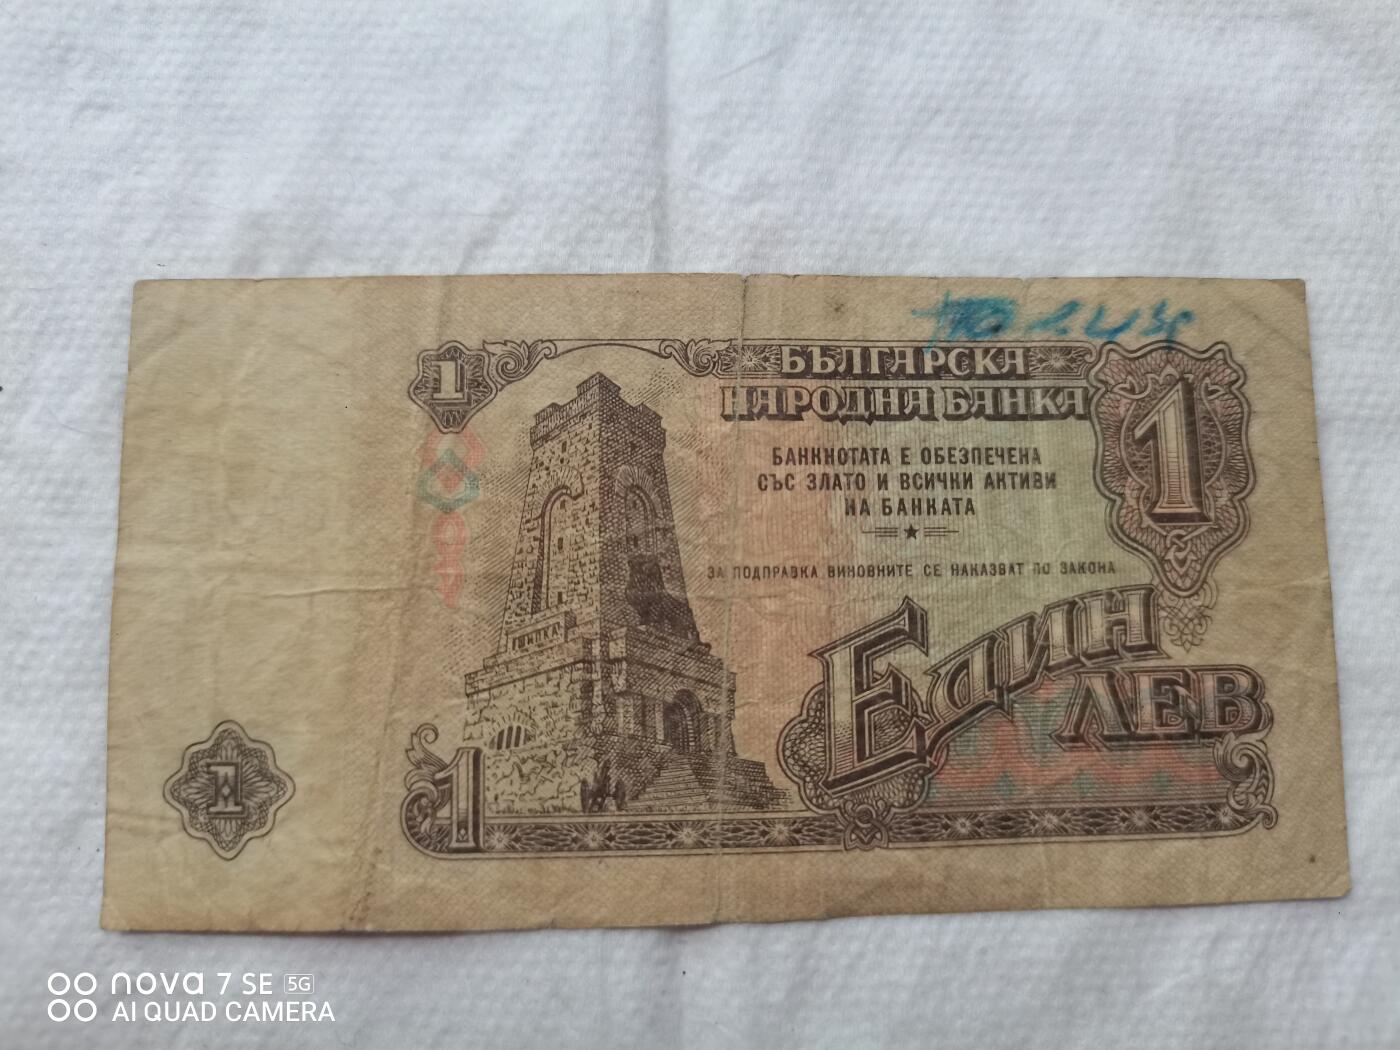 1
БЪЛГАРСКА
НАРОДНА БАНКА
1
БАНКНОТАТА Е ОБЕЗПЕЧЕНА
СЪС ЗЛАТО И ВСИЧКИ АКТИВИ
НА БАНКАТА
ЗА ПОДПРАВКА ВИНОВНИТЕ СЕ НАКАЗВАТ ПО ЗАКОНА
ШИПКА
ЕДИН
ЛЕВ
1
1
nova 7 SE 5G
AI QUAD CAMERA